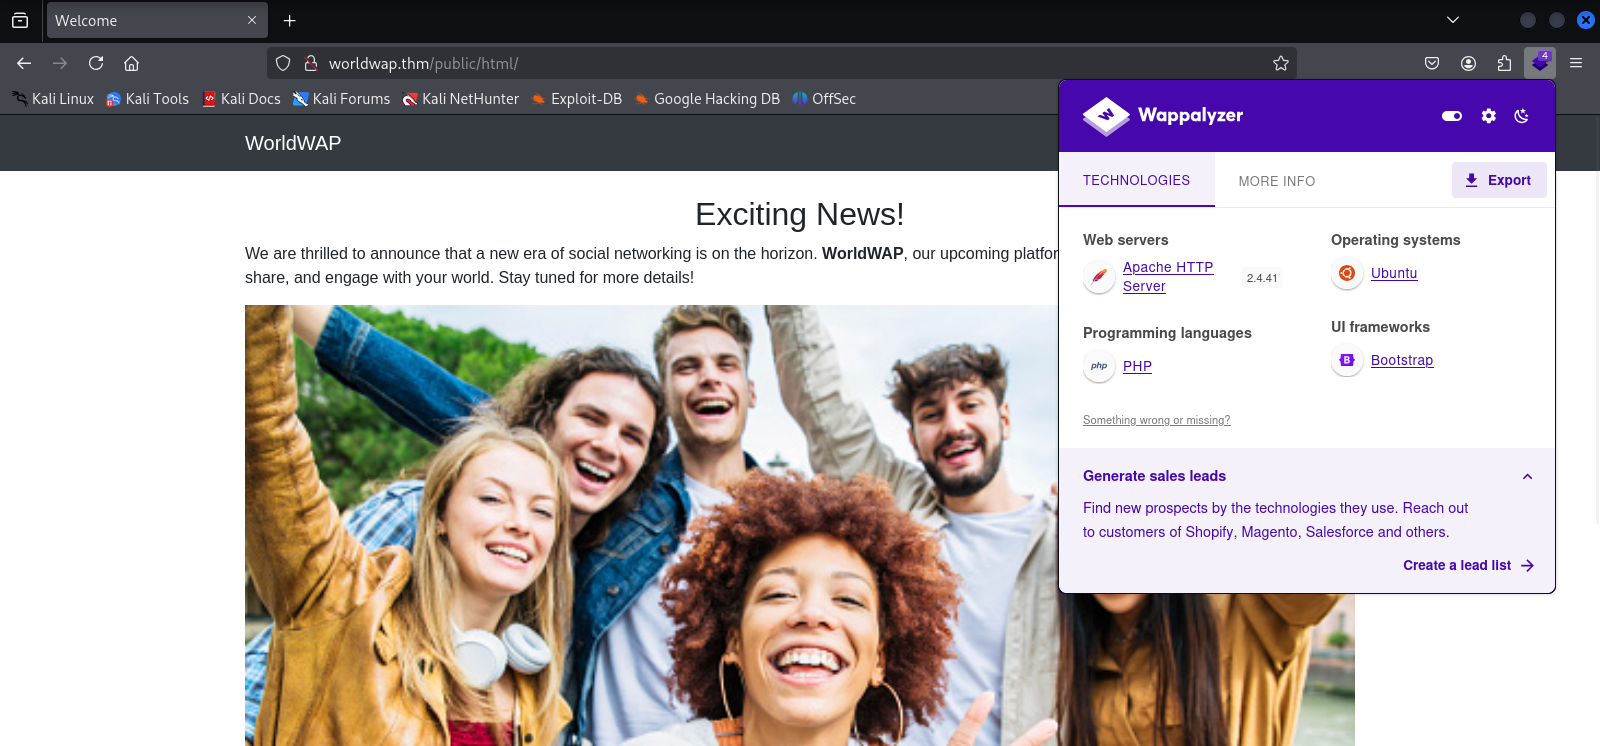 Welcome
worldwap.thm/public/html/
4
Kali Linux Kali Tools Kali Docs Kali Forums Kali NetHunter Exploit-DB Google Hacking DB OffSec
WorldWAP
Exciting News!
We are thrilled to announce that a new era of social networking is on the horizon. WorldWAP, our upcoming platfor
share, and engage with your world. Stay tuned for more details!
Wappalyzer
TECHNOLOGIES MORE INFO Export
Web servers
Apache HTTP
Server
2.4.41
Programming languages
php PHP
Operating systems
Ubuntu
UI frameworks
B Bootstrap
Something wrong or missing?
Generate sales leads
Find new prospects by the technologies they use. Reach out
to customers of Shopify, Magento, Salesforce and others.
Create a lead list